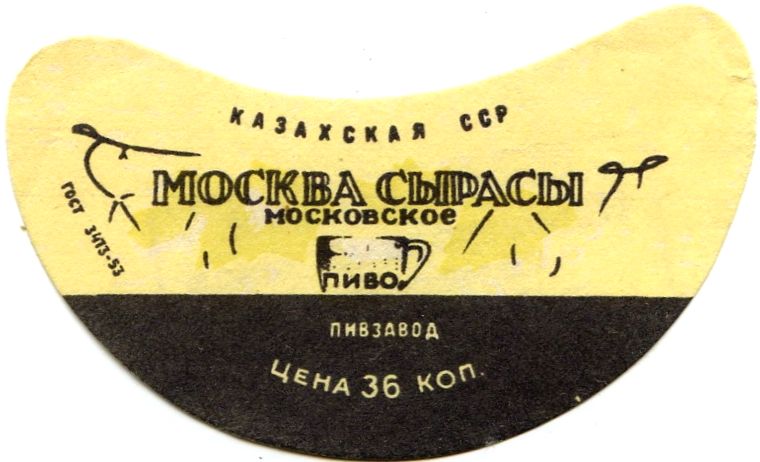 КАЗАХСКАЯ ССР
МОСКВА СЫРАСЫ
МОСКОВСКОЕ
ПИВО
ГОСТ 3473-53
ПИВЗАВОД
ЦЕНА 36 КОП.